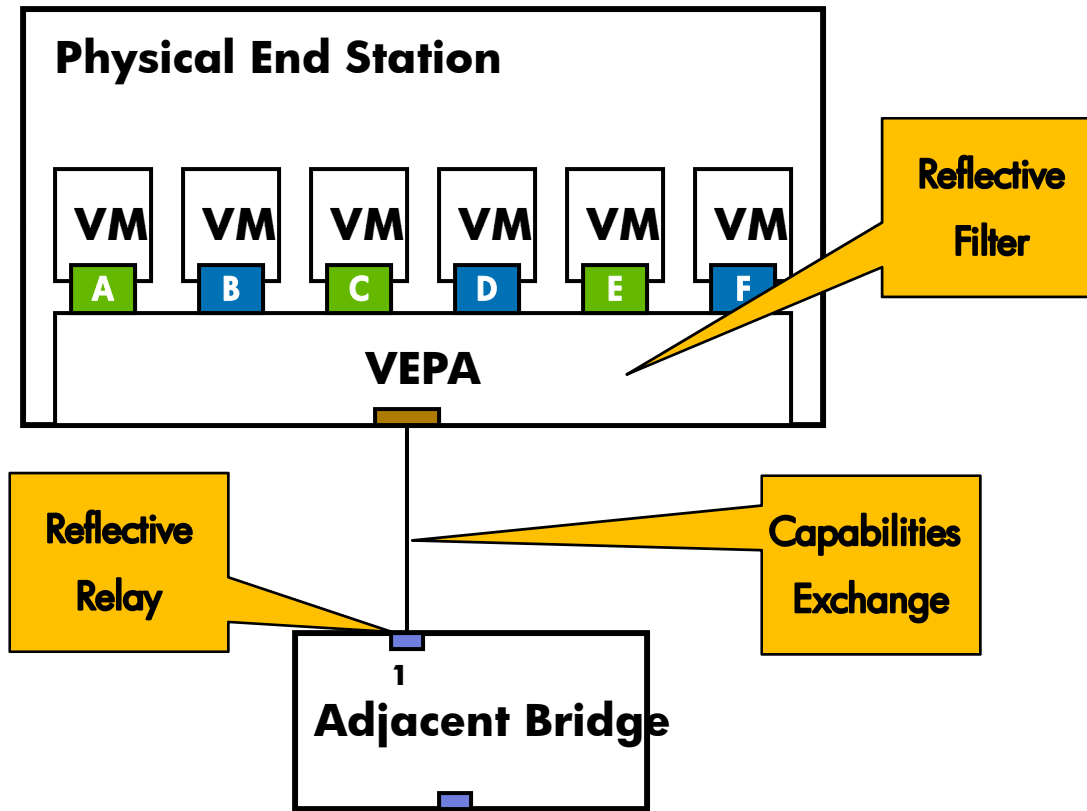 Physical End Station
Reflective
Filter
VM VM VM VM VM VM
A B C D E F
VEPA
Reflective
Relay
Capabilities
Exchange
1
Adjacent Bridge